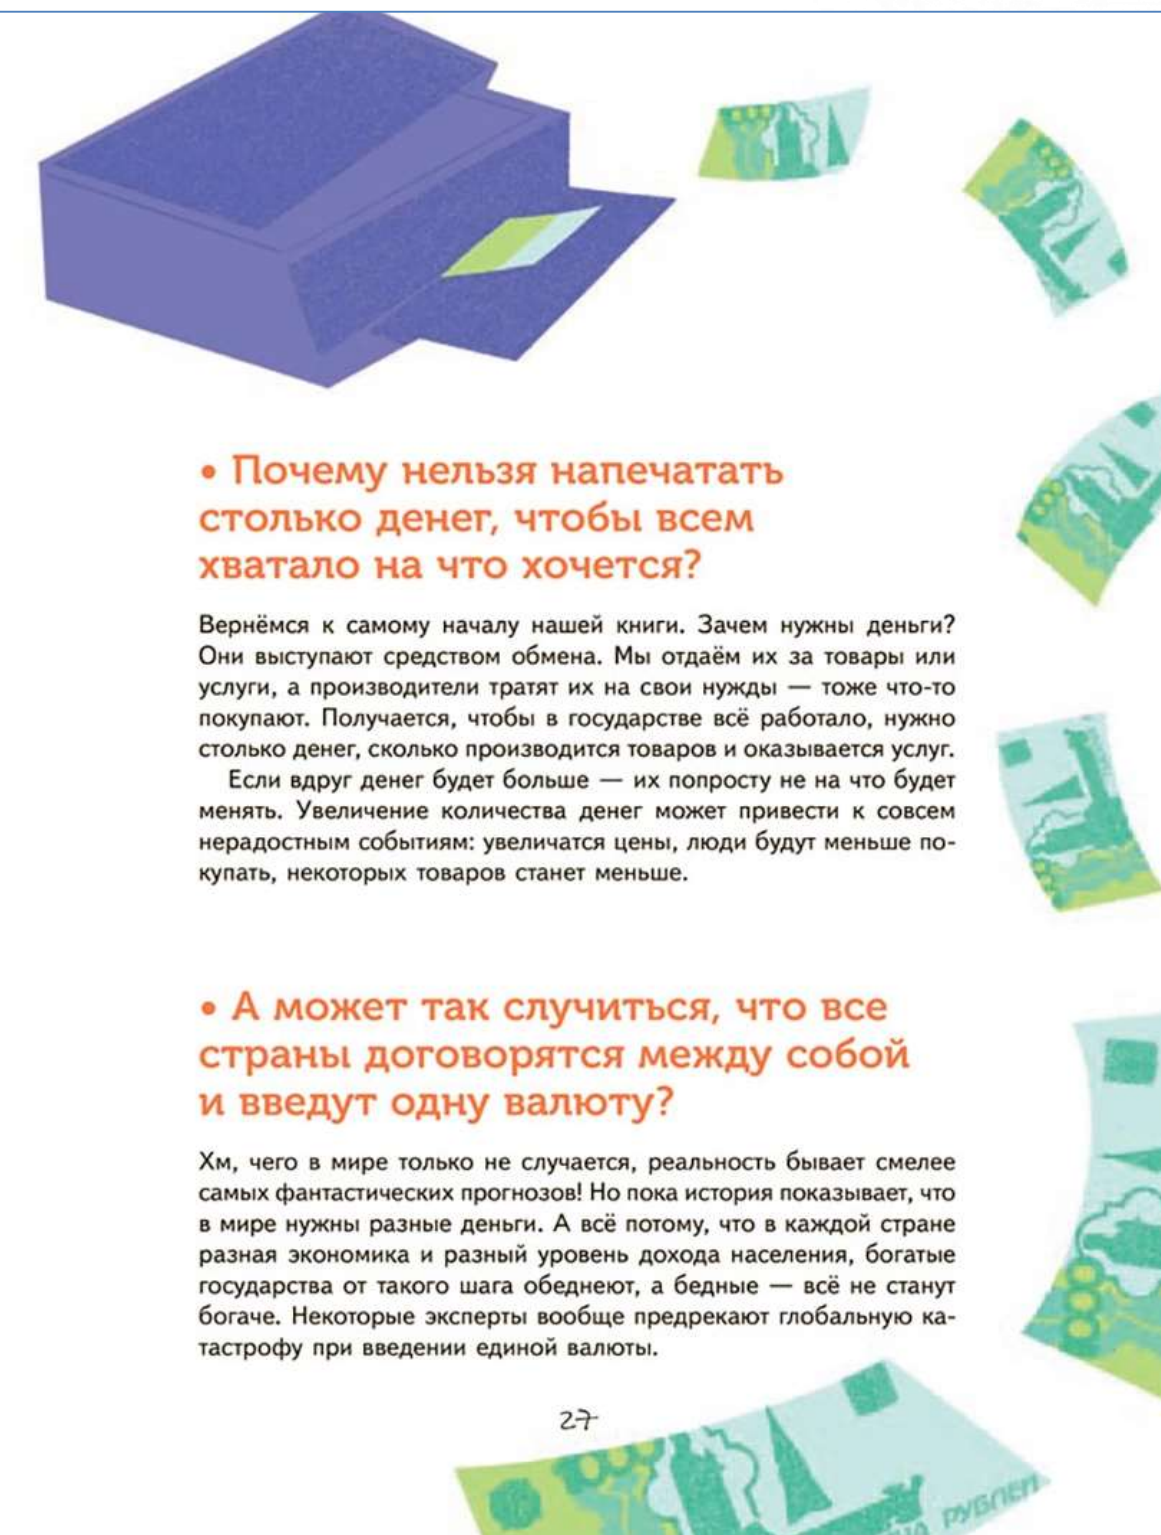 • Почему нельзя напечатать
столько денег, чтобы всем
хватало на что хочется?
Вернёмся к самому началу нашей книги. Зачем нужны деньги?
Они выступают средством обмена. Мы отдаём их за товары или
услуги, а производители тратят их на свои нужды — тоже что-то
покупают. Получается, чтобы в государстве всё работало, нужно
столько денег, сколько производится товаров и оказывается услуг.
Если вдруг денег будет больше — их попросту не на что будет
менять. Увеличение количества денег может привести к совсем
нерадостным событиям: увеличатся цены, люди будут меньше по-
купать, некоторых товаров станет меньше.
• А может так случиться, что все
страны договорятся между собой
и введут одну валюту?
Хм, чего в мире только не случается, реальность бывает смелее
самых фантастических прогнозов! Но пока история показывает, что
в мире нужны разные деньги. А всё потому, что в каждой стране
разная экономика и разный уровень дохода населения, богатые
государства от такого шага обеднеют, а бедные — всё не станут
богаче. Некоторые эксперты вообще предрекают глобальную ка-
тастрофу при введении единой валюты.
27
РУБЛЕЙ